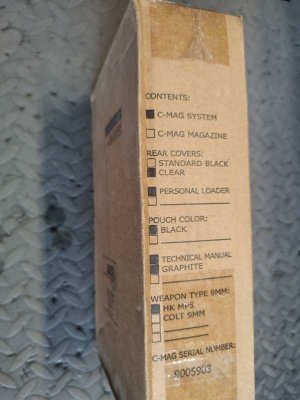 CONTENTS:
C-MAG SYSTEM
C-MAG MAGAZINE
REAR COVERS:
STANDARD BLACK
CLEAR
PERSONAL LOADER
POUCH COLOR:
BLACK
TECHNICAL MANUAL
GRAPHITE
WEAPON TYPE 9MM:
HK MP5
COLT 9MM
C-MAG SERIAL NUMBER:
0005903